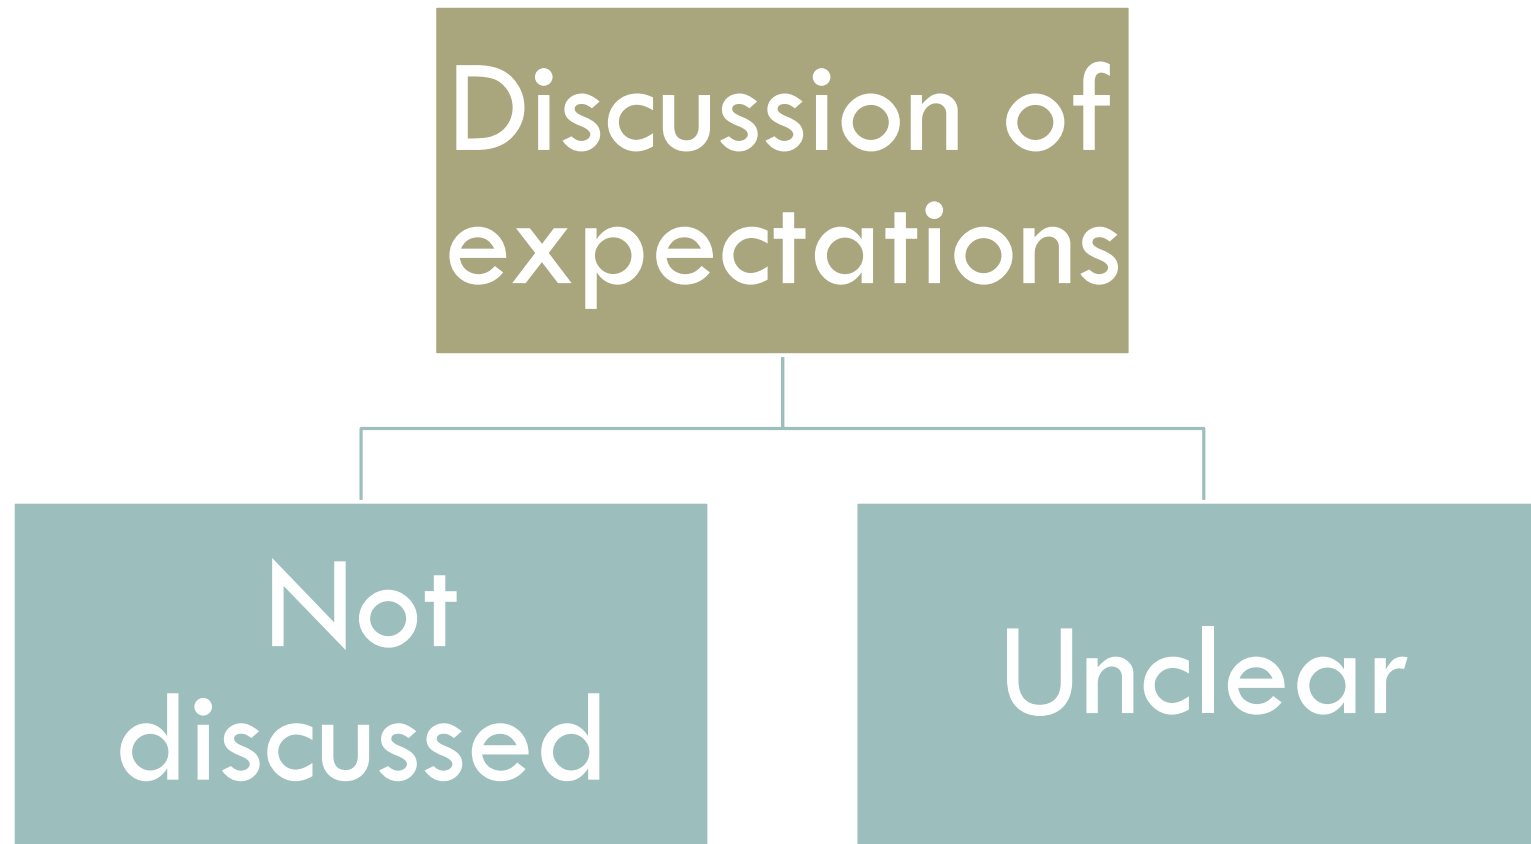 Discussion of
expectations
Not
discussed
Unclear